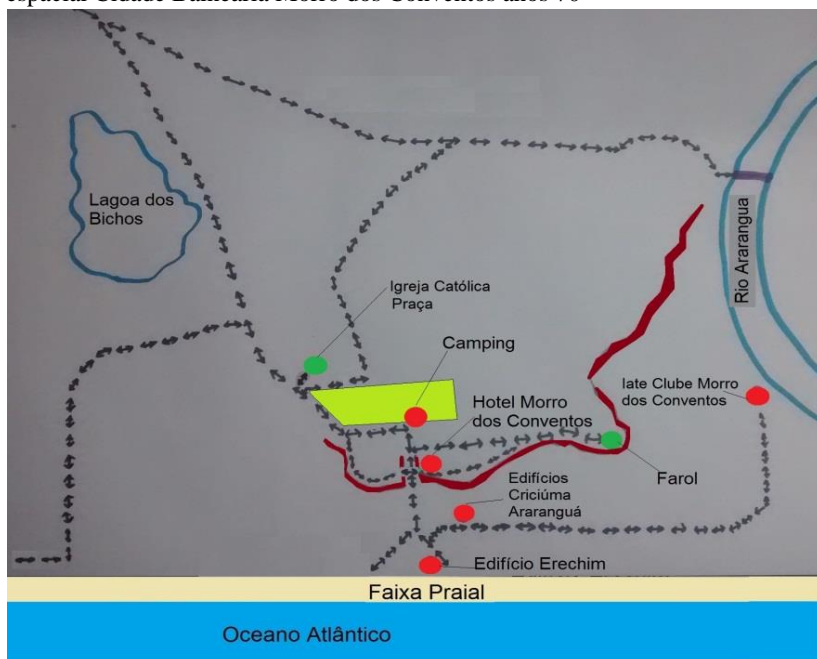 espacial Cidade Balneária Morro dos Conventos anos 70
Lagoa dos
Bichos
Rio Ararangua
Igreja Católica
Praça
Camping
Iate Clube Morro
dos Conventos
Hotel Morro
dos Conventos
Farol
Edifícios
Criciúma
Araranguá
Edifício Erechim
Faixa Praial
Oceano Atlântico